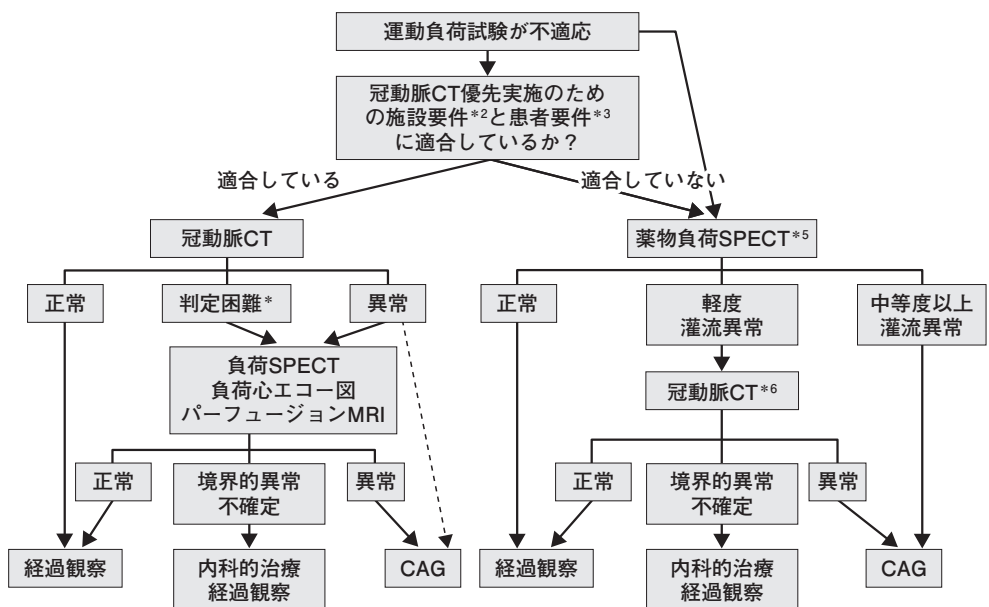 運動負荷試験が不適応
冠動脈CT優先実施のため
の施設要件*2と患者要件*3
に適合しているか？
適合している
適合していない
冠動脈CT
薬物負荷SPECT*5
正常
判定困難*
異常
正常
軽度
灌流異常
中等度以上
灌流異常
負荷SPECT
負荷心エコー図
パーフュージョンMRI
冠動脈CT*6
正常
境界的異常
不確定
異常
正常
境界的異常
不確定
異常
経過観察
内科的治療
経過観察
CAG
経過観察
内科的治療
経過観察
CAG